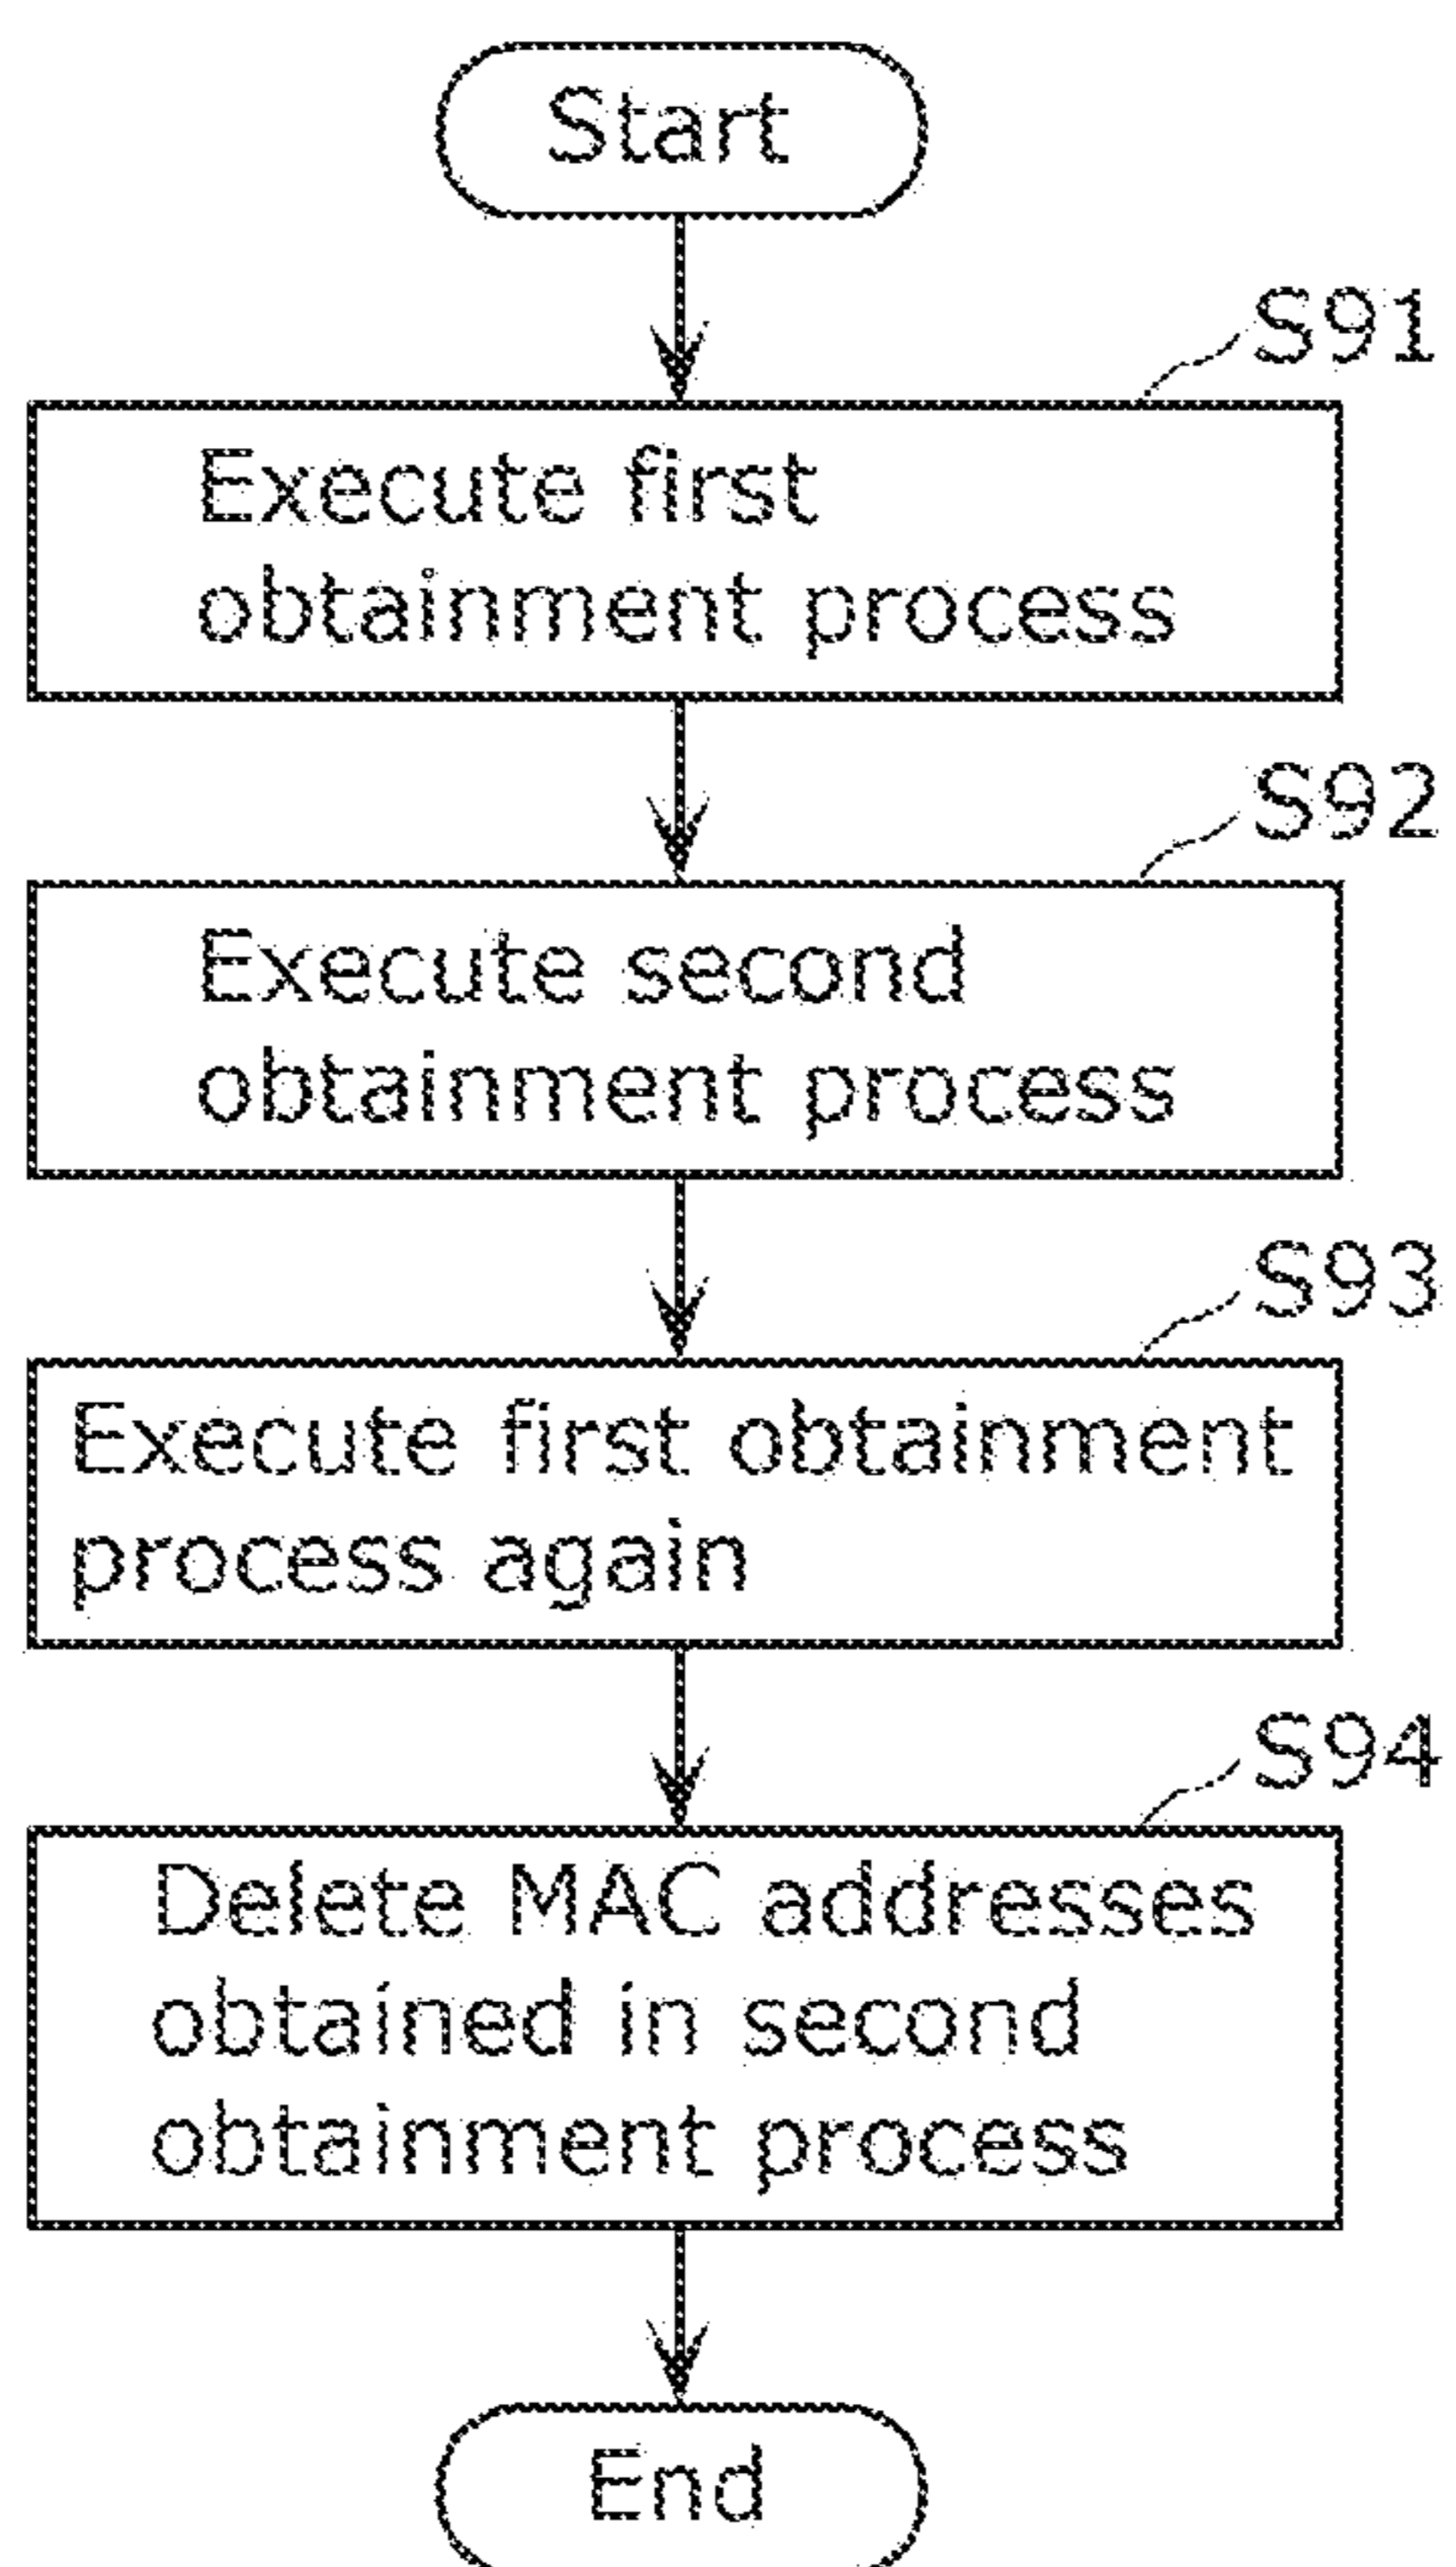 Start
S91
Execute first
obtainment process
S92
Execute second
obtainment process
S93
Execute first obtainment
process again
S94
Delete MAC addresses
obtained in second
obtainment process
End